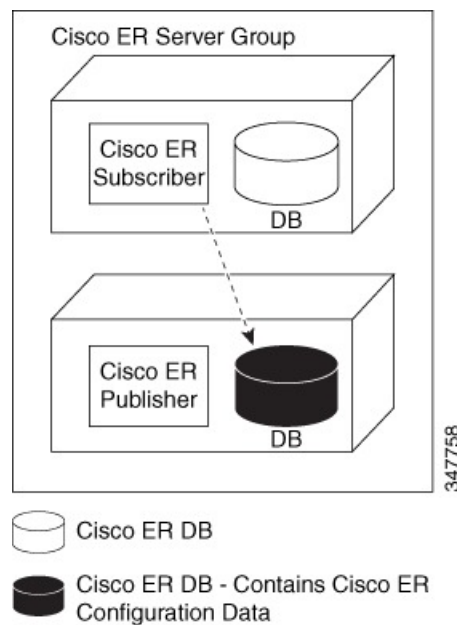 Cisco ER Server Group
Cisco ER
Subscriber
DB
Cisco ER
Publisher
DB
347758
Cisco ER DB
Cisco ER DB - Contains Cisco ER
Configuration Data